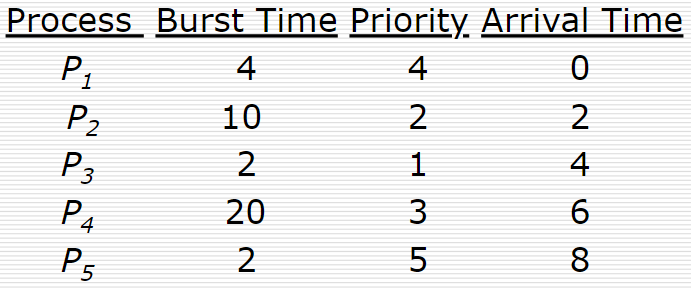 Process Burst Time Priority Arrival Time
P1 4 4 0
P2 10 2 2
P3 2 1 4
P4 20 3 6
P5 2 5 8